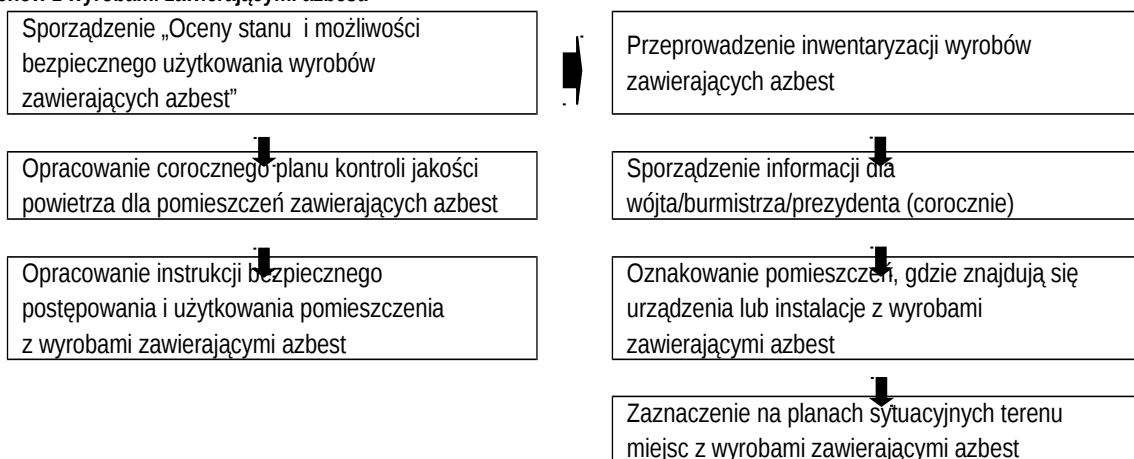 z wyrobami zawierającymi azbest
Sporządzenie „Oceny stanu i możliwości
bezpiecznego użytkowania wyrobów
zawierających azbest”
Opracowanie corocznego planu kontroli jakości
powietrza dla pomieszczeń zawierających azbest
Opracowanie instrukcji bezpiecznego
postępowania i użytkowania pomieszczenia
z wyrobami zawierającymi azbest
Przeprowadzenie inwentaryzacji wyrobów
zawierających azbest
Sporządzenie informacji dla
wójta/burmistrza/prezydenta (corocznie)
Oznakowanie pomieszczeń, gdzie znajdują się
urządzenia lub instalacje z wyrobami
zawierającymi azbest
Zaznaczenie na planach sytuacyjnych terenu
miejsc z wyrobami zawierającymi azbest